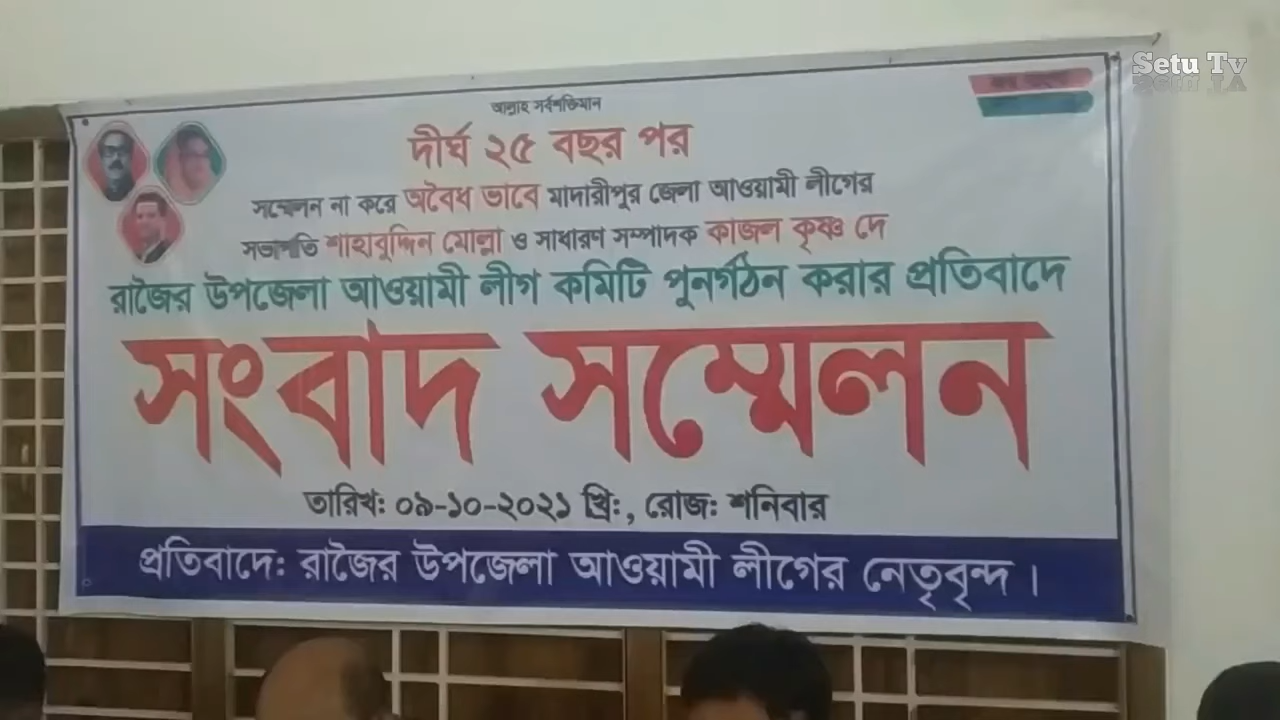 Setu Tv
আল্লাহ সর্বশক্তিমান
দীর্ঘ ২৫ বছর পর
সম্মেলন না করে অবৈধ ভাবে মাদারীপুর জেলা আওয়ামী লীগের
সভাপতি শাহাবুদ্দিন মোল্লা ও সাধারণ সম্পাদক কাজল কৃষ্ণ দে
রাজৈর উপজেলা আওয়ামী লীগ কমিটি পুনর্গঠন করার প্রতিবাদে
সংবাদ সম্মেলন
তারিখ: ০৯-১০-২০২১ খ্রি:, রোজ: শনিবার
প্রতিবাদে: রাজৈর উপজেলা আওয়ামী লীগের নেতৃবৃন্দ।